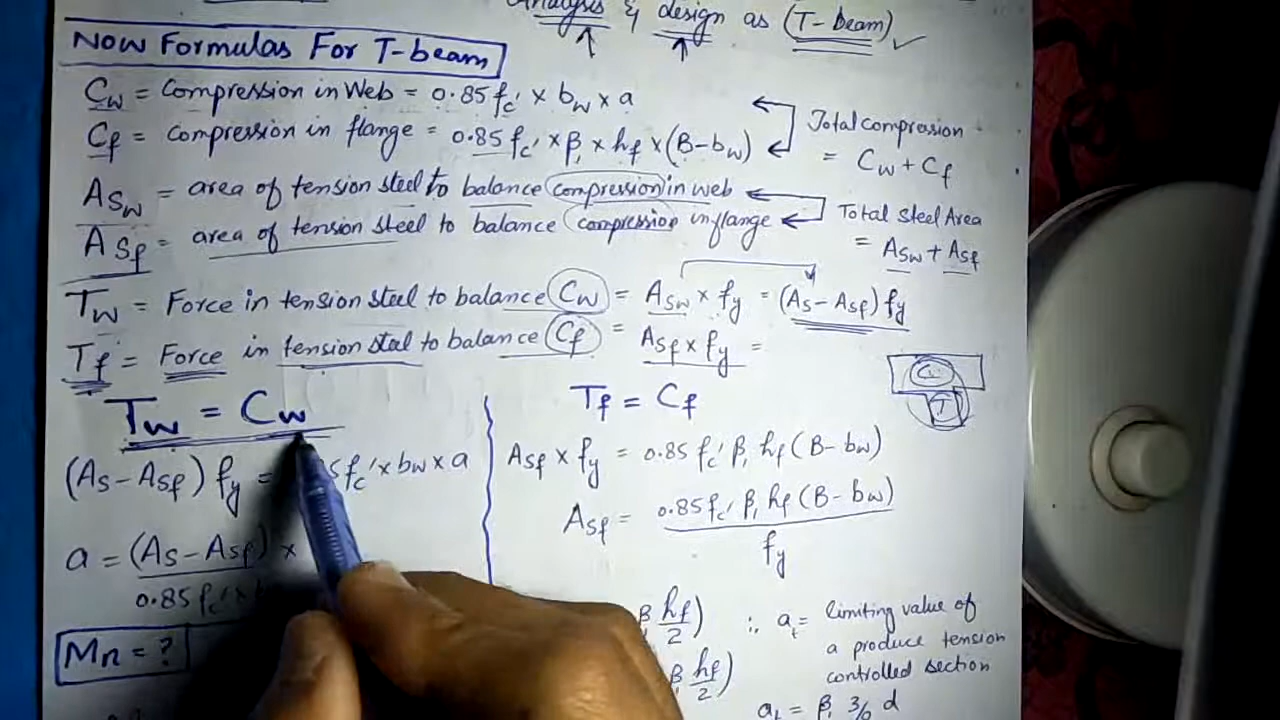 Analysis & design as (T-beam) ✓
Now Formulas For T-beam
Cw = Compression in Web = 0.85 fc' × bw × a
Cf = Compression in flange = 0.85 fc' × β₁ × hf × (B-bw)
Total compression
= Cw + Cf
Asw = area of tension steel to balance compression in web
Asf = area of tension steel to balance compression in flange
Total Steel Area
= Asw + Asf
Tw = Force in tension steel to balance Cw = Asw × fy = (As - Asf) fy
Tf = Force in tension steel to balance Cf = Asf × fy =
C
T
Tw = Cw
(As - Asf) fy = 5 fc' × bw × a
a = (As - Asf) ×
0.85 fc' ×
Mn = ?
Tf = Cf
Asf × fy = 0.85 fc' β₁ hf (B - bw)
Asf = 0.85 fc' β₁ hf (B - bw)
fy
β₁ hf/2)
β₁ hf/2)
∴ at = limiting value of
a produce tension
controlled section
at = β₁ 3/8 d